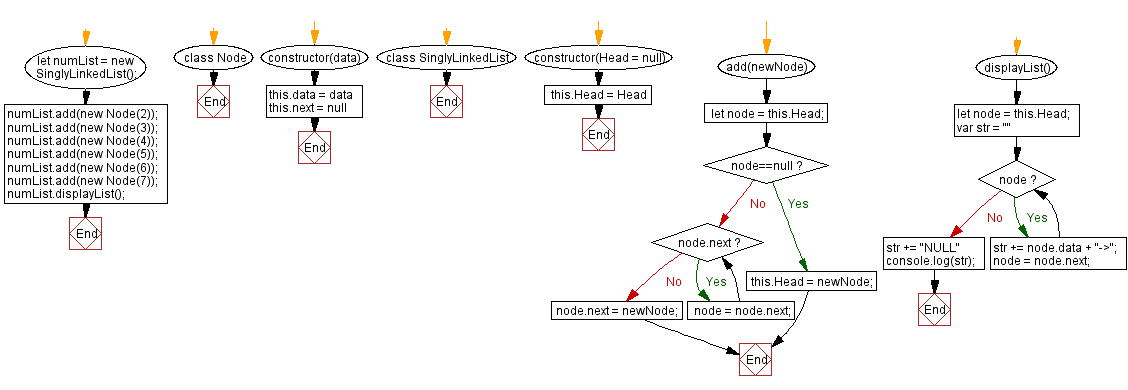 let numList = new
SinglyLinkedList();
numList.add(new Node(2));
numList.add(new Node(3));
numList.add(new Node(4));
numList.add(new Node(5));
numList.add(new Node(6));
numList.add(new Node(7));
numList.displayList();
End
class Node
End
constructor(data)
this.data = data
this.next = null
End
class SinglyLinkedList
End
constructor(Head = null)
this.Head = Head
End
add(newNode)
let node = this.Head;
node==null ?
No
Yes
node.next ?
No
Yes
this.Head = newNode;
node.next = newNode;
node = node.next;
End
displayList()
let node = this.Head;
var str = ""
node ?
No
Yes
str += "NULL"
console.log(str);
str += node.data + "->";
node = node.next;
End